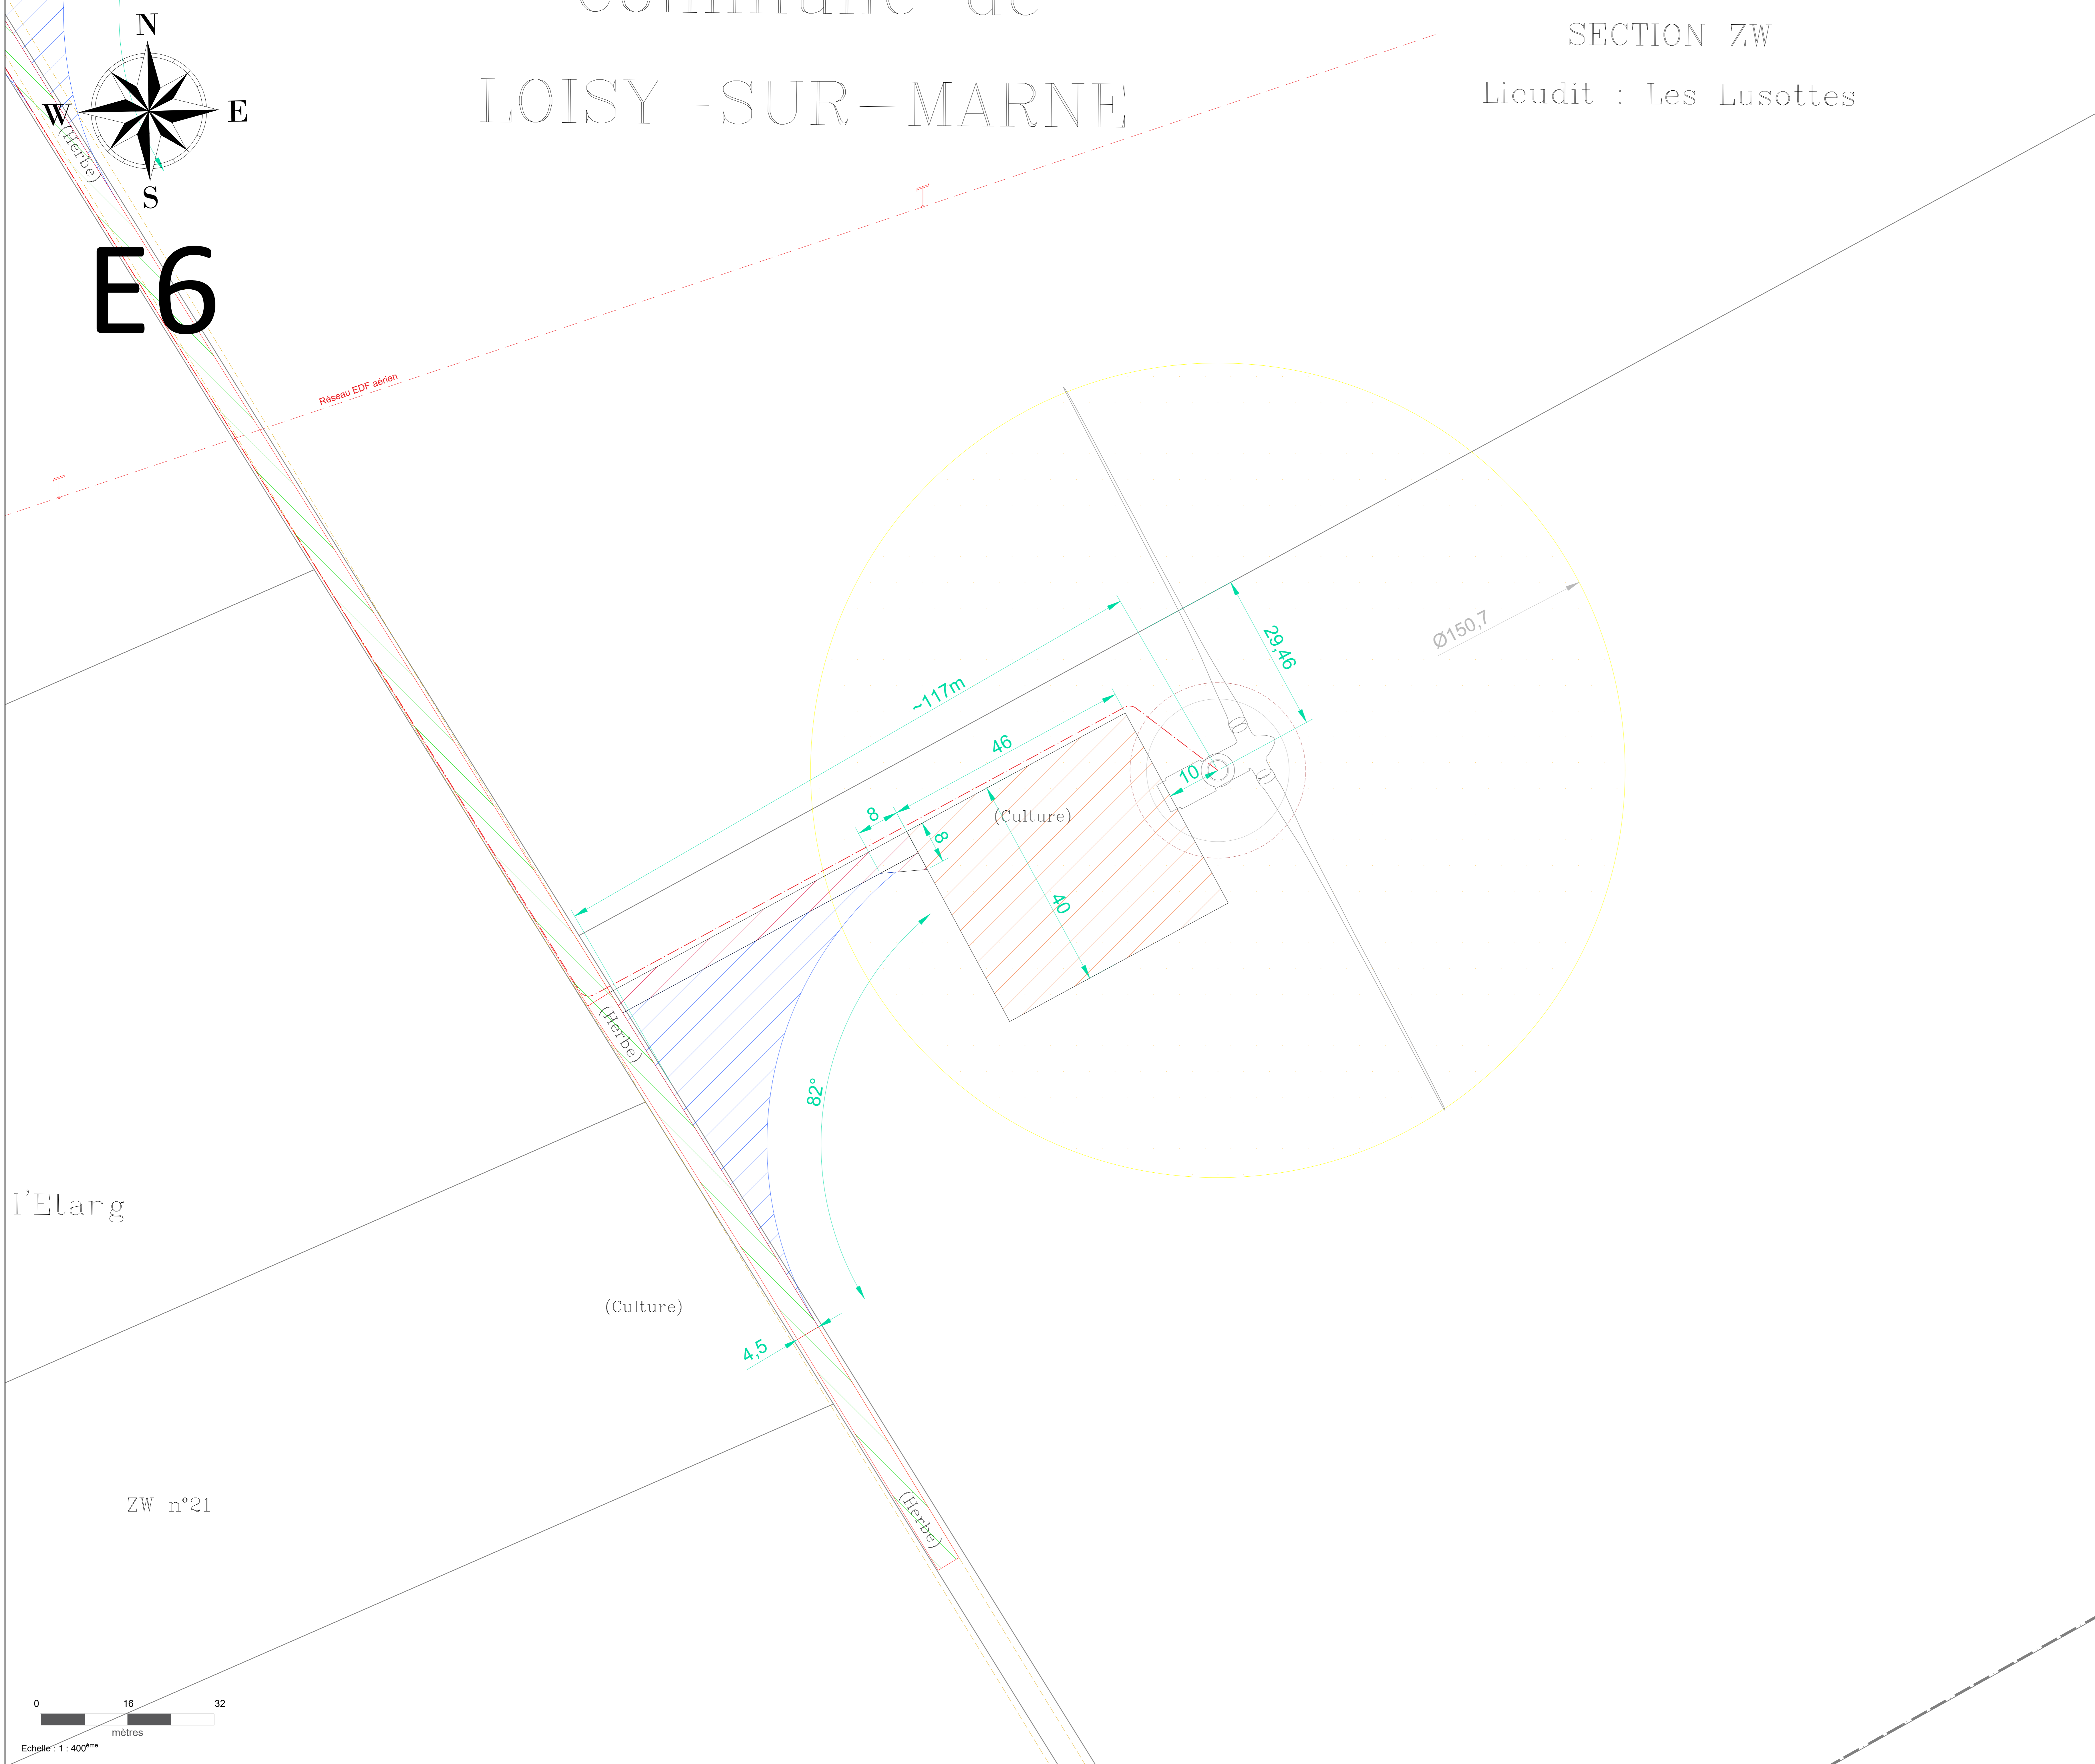 Commune de
LOISY-SUR-MARNE
SECTION ZW
Lieudit : Les Lusottes
N
W
E
S
(Herbe)
E6
Réseau EDF aérien
Ø150,7
29,46
~117m
46
10
8
8
(Culture)
40
(Herbe)
82°
l'Etang
(Culture)
4,5
ZW n°21
(Herbe)
0 16 32
mètres
Echelle : 1 : 400ème